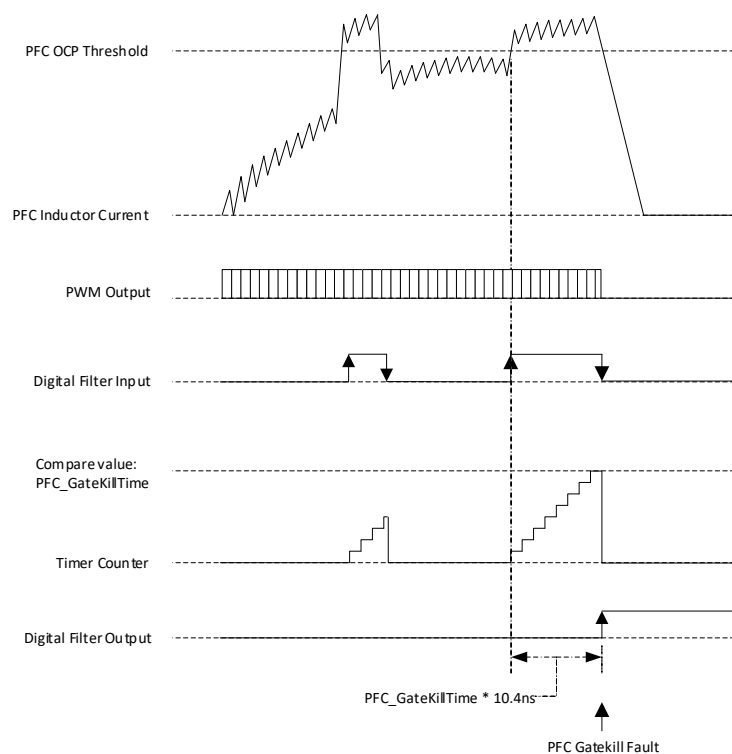 PFC OCP Threshold
PFC Inductor Current
PWM Output
Digital Filter Input
Compare value:
PFC_GateKillTime
Timer Counter
Digital Filter Output
PFC_GateKillTime * 10.4ns
PFC Gatekill Fault